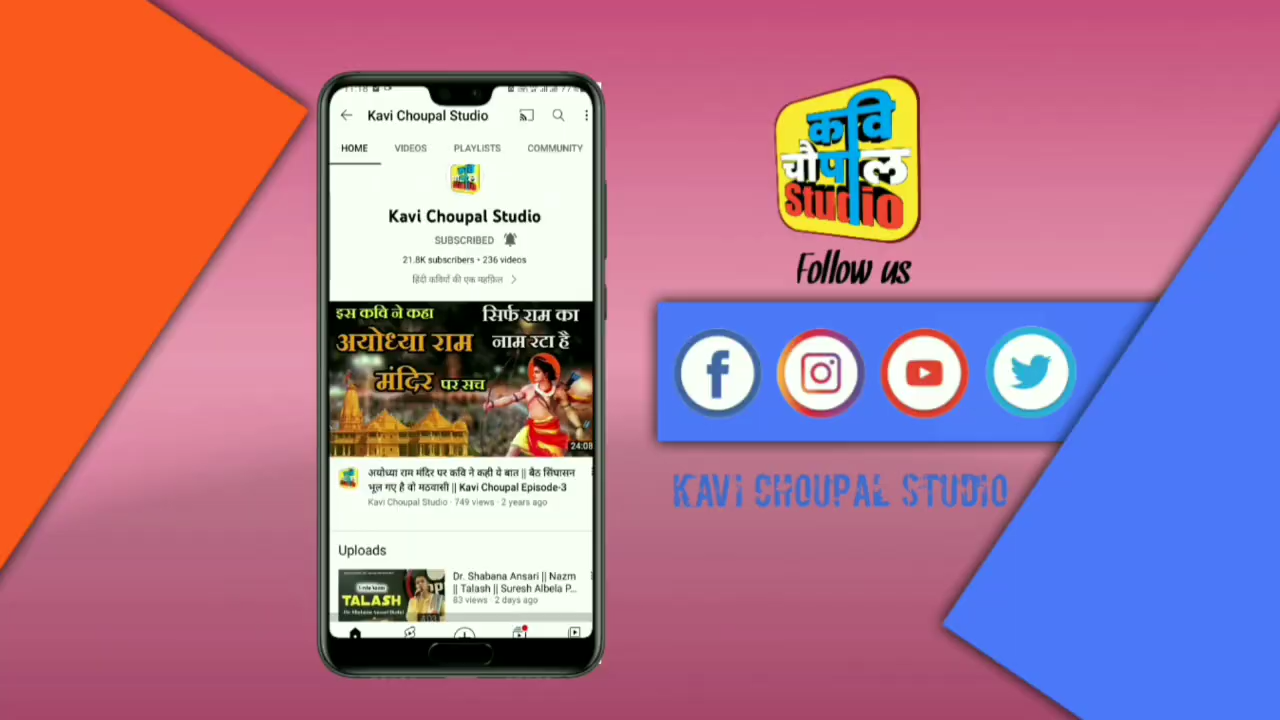 11:18
77%
Kavi Choupal Studio
HOME VIDEOS PLAYLISTS COMMUNITY
Kavi Choupal Studio
SUBSCRIBED
21.8K subscribers • 236 videos
हिंदी कवियों की एक महफ़िल
इस कवि ने कहा
सिर्फ राम का
अयोध्या राम
नाम रटा है
मंदिर पर सच
24:08
अयोध्या राम मंदिर पर कवि ने कही ये बात || बैठ सिंघासन
भूल गए है वो मठवासी || Kavi Choupal Episode-3
Kavi Choupal Studio · 749 views · 2 years ago
Uploads
TALASH
Dr. Shabana Ansari || Nazm
|| Talash || Suresh Albela P...
83 views · 2 days ago
कवि
चौपाल
Studio
Follow us
KAVI CHOUPAL STUDIO